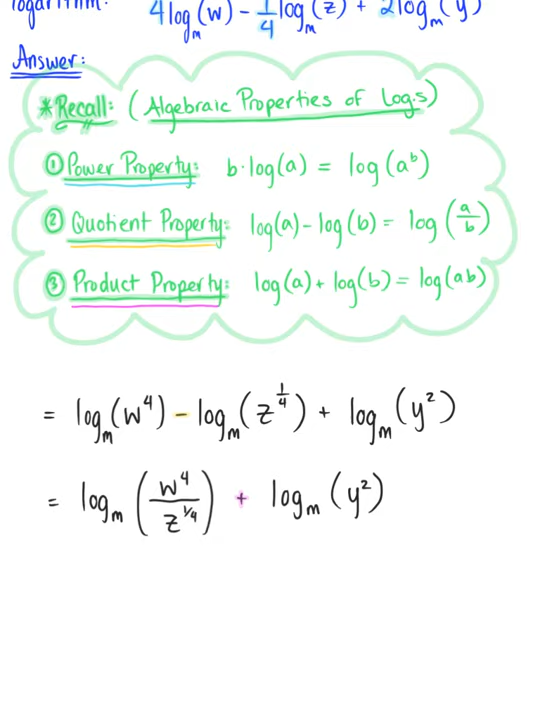 logarithm: 4log_m(w) - 1/4 log_m(z) + 2log_m(y)
Answer:
*Recall: (Algebraic Properties of Logs)
① Power Property: b·log(a) = log(a^b)
② Quotient Property: log(a) - log(b) = log(a/b)
③ Product Property: log(a) + log(b) = log(ab)
= log_m(w^4) - log_m(z^(1/4)) + log_m(y^2)
= log_m(w^4/z^(1/4)) + log_m(y^2)